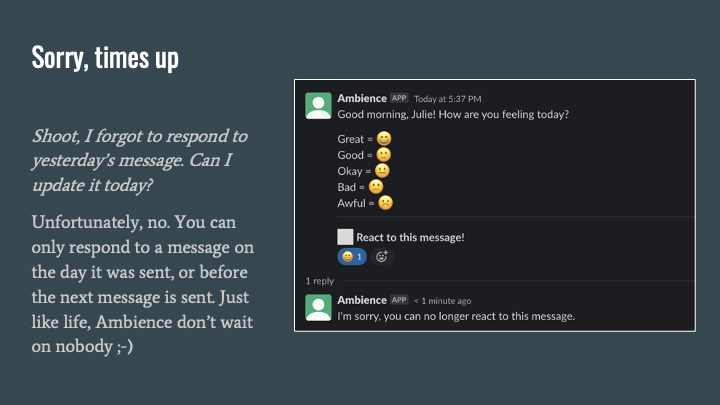 Sorry, times up
Shoot, I forgot to respond to
yesterday's message. Can I
update it today?
Unfortunately, no. You can
only respond to a message on
the day it was sent, or before
the next message is sent. Just
like life, Ambience don't wait
on nobody ;-)
Ambience APP Today at 5:37 PM
Good morning, Julie! How are you feeling today?
Great = 😄
Good = 🙂
Okay = 😐
Bad = 🙁
Awful = ☹️
React to this message!
😄 1
1 reply
Ambience APP < 1 minute ago
I'm sorry, you can no longer react to this message.